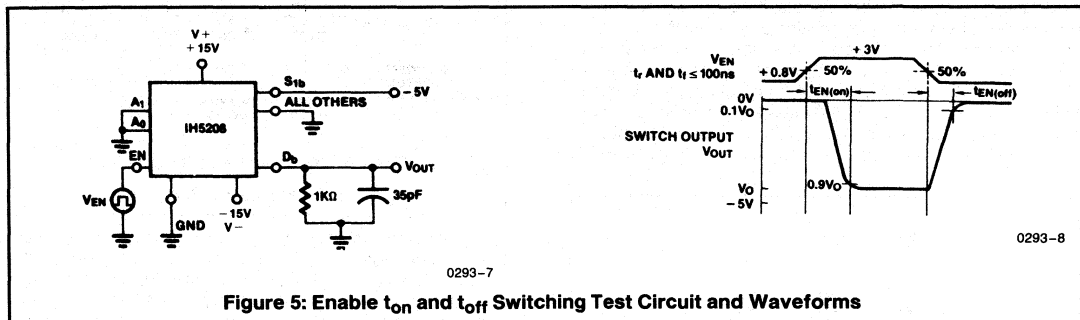 V+
+ 15V
S1b
– 5V
ALL OTHERS
A1
A0
IH5208
EN
Db
VOUT
VEN
1KΩ
35pF
– 15V
V–
GND
0293–7
VEN
tr AND tf ≤ 100ns
+ 3V
+ 0.8V
50%
50%
tEN(on)
tEN(off)
0V
0.1VO
SWITCH OUTPUT
VOUT
0.9VO
VO
– 5V
0293–8
Figure 5: Enable ton and toff Switching Test Circuit and Waveforms